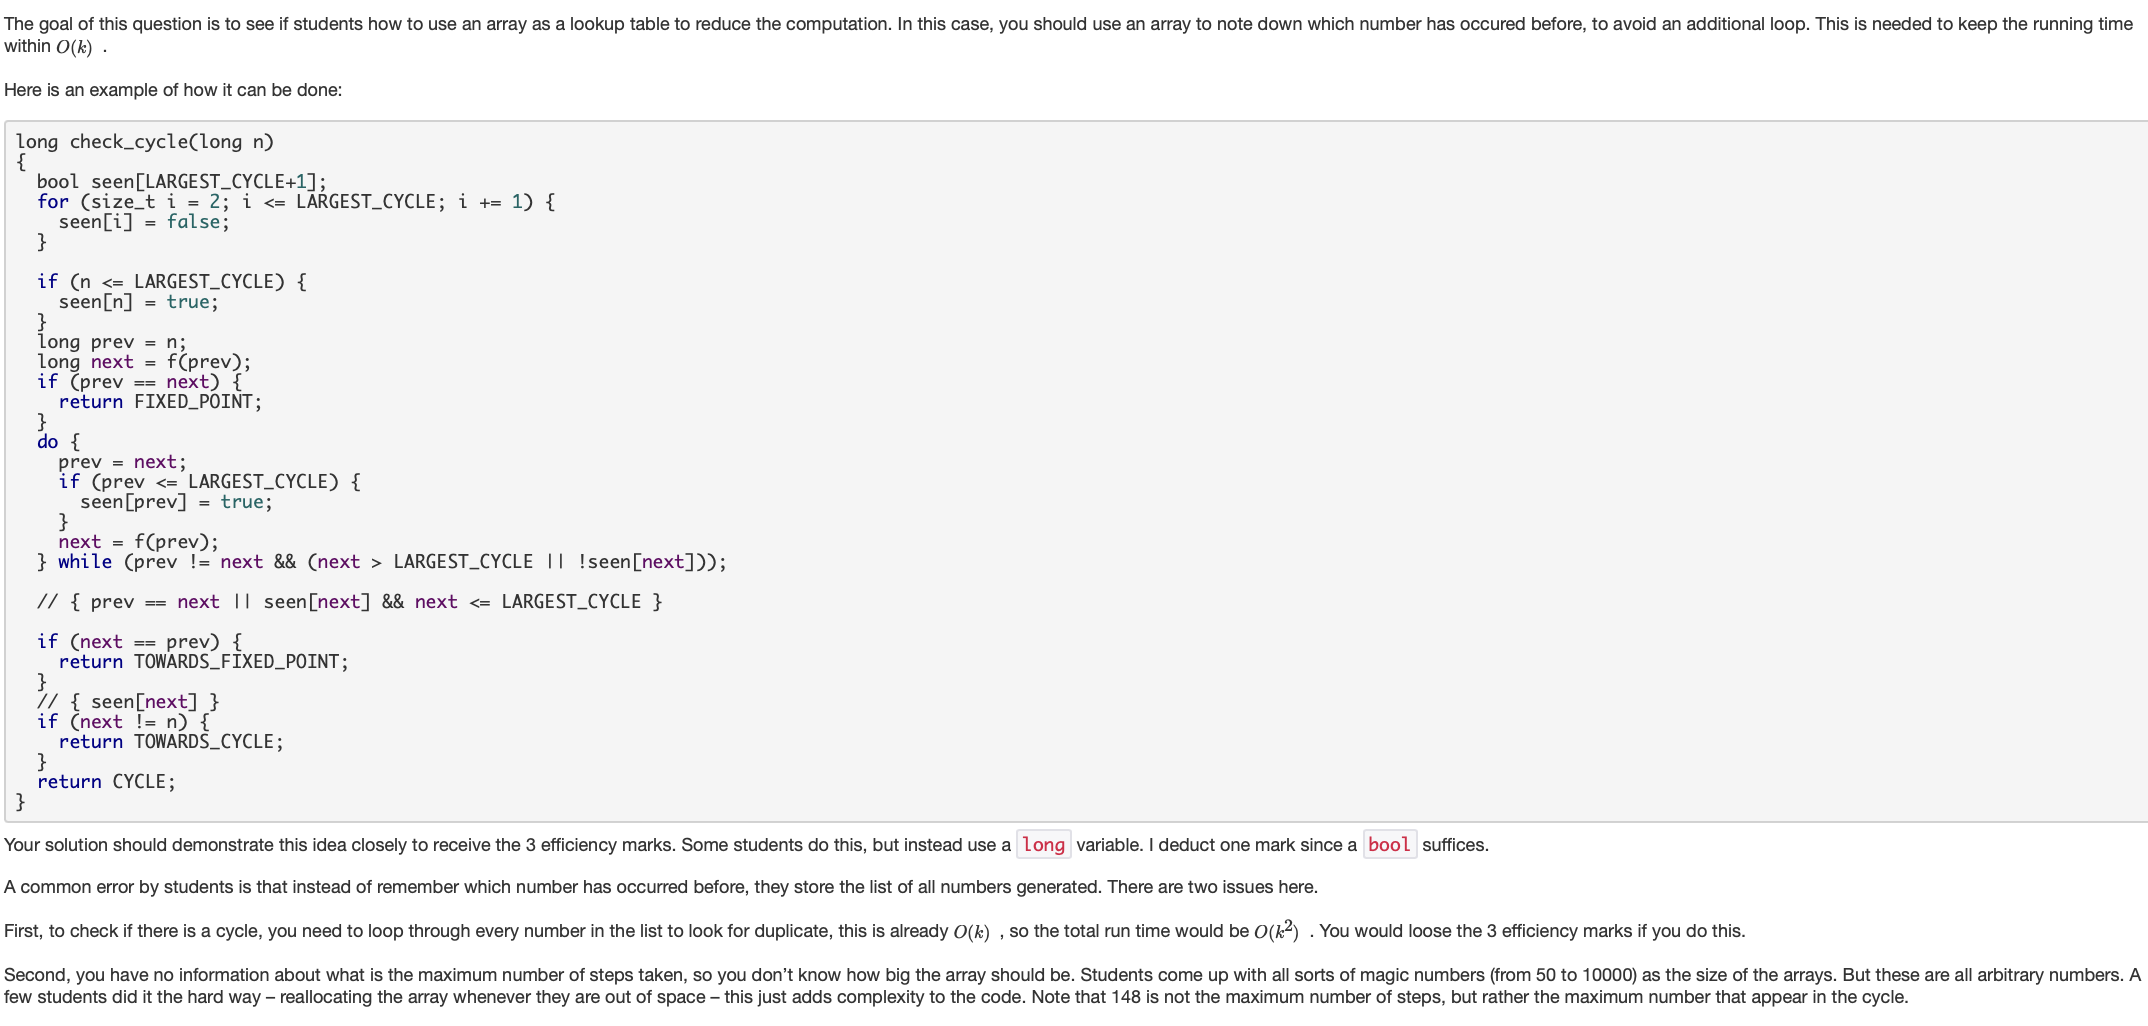 The goal of this question is to see if students how to use an array as a lookup table to reduce the computation. In this case, you should use an array to note down which number has occured before, to avoid an additional loop. This is needed to keep the running time
within O(k) .
Here is an example of how it can be done:
long check_cycle(long n)
{
  bool seen[LARGEST_CYCLE+1];
  for (size_t i = 2; i <= LARGEST_CYCLE; i += 1) {
    seen[i] = false;
  }

  if (n <= LARGEST_CYCLE) {
    seen[n] = true;
  }
  long prev = n;
  long next = f(prev);
  if (prev == next) {
    return FIXED_POINT;
  }
  do {
    prev = next;
    if (prev <= LARGEST_CYCLE) {
      seen[prev] = true;
    }
    next = f(prev);
  } while (prev != next && (next > LARGEST_CYCLE || !seen[next]));

  // { prev == next || seen[next] && next <= LARGEST_CYCLE }

  if (next == prev) {
    return TOWARDS_FIXED_POINT;
  }
  // { seen[next] }
  if (next != n) {
    return TOWARDS_CYCLE;
  }
  return CYCLE;
}
Your solution should demonstrate this idea closely to receive the 3 efficiency marks. Some students do this, but instead use a long variable. I deduct one mark since a bool suffices.
A common error by students is that instead of remember which number has occurred before, they store the list of all numbers generated. There are two issues here.
First, to check if there is a cycle, you need to loop through every number in the list to look for duplicate, this is already O(k) , so the total run time would be O(k²) . You would loose the 3 efficiency marks if you do this.
Second, you have no information about what is the maximum number of steps taken, so you don’t know how big the array should be. Students come up with all sorts of magic numbers (from 50 to 10000) as the size of the arrays. But these are all arbitrary numbers. A
few students did it the hard way – reallocating the array whenever they are out of space – this just adds complexity to the code. Note that 148 is not the maximum number of steps, but rather the maximum number that appear in the cycle.